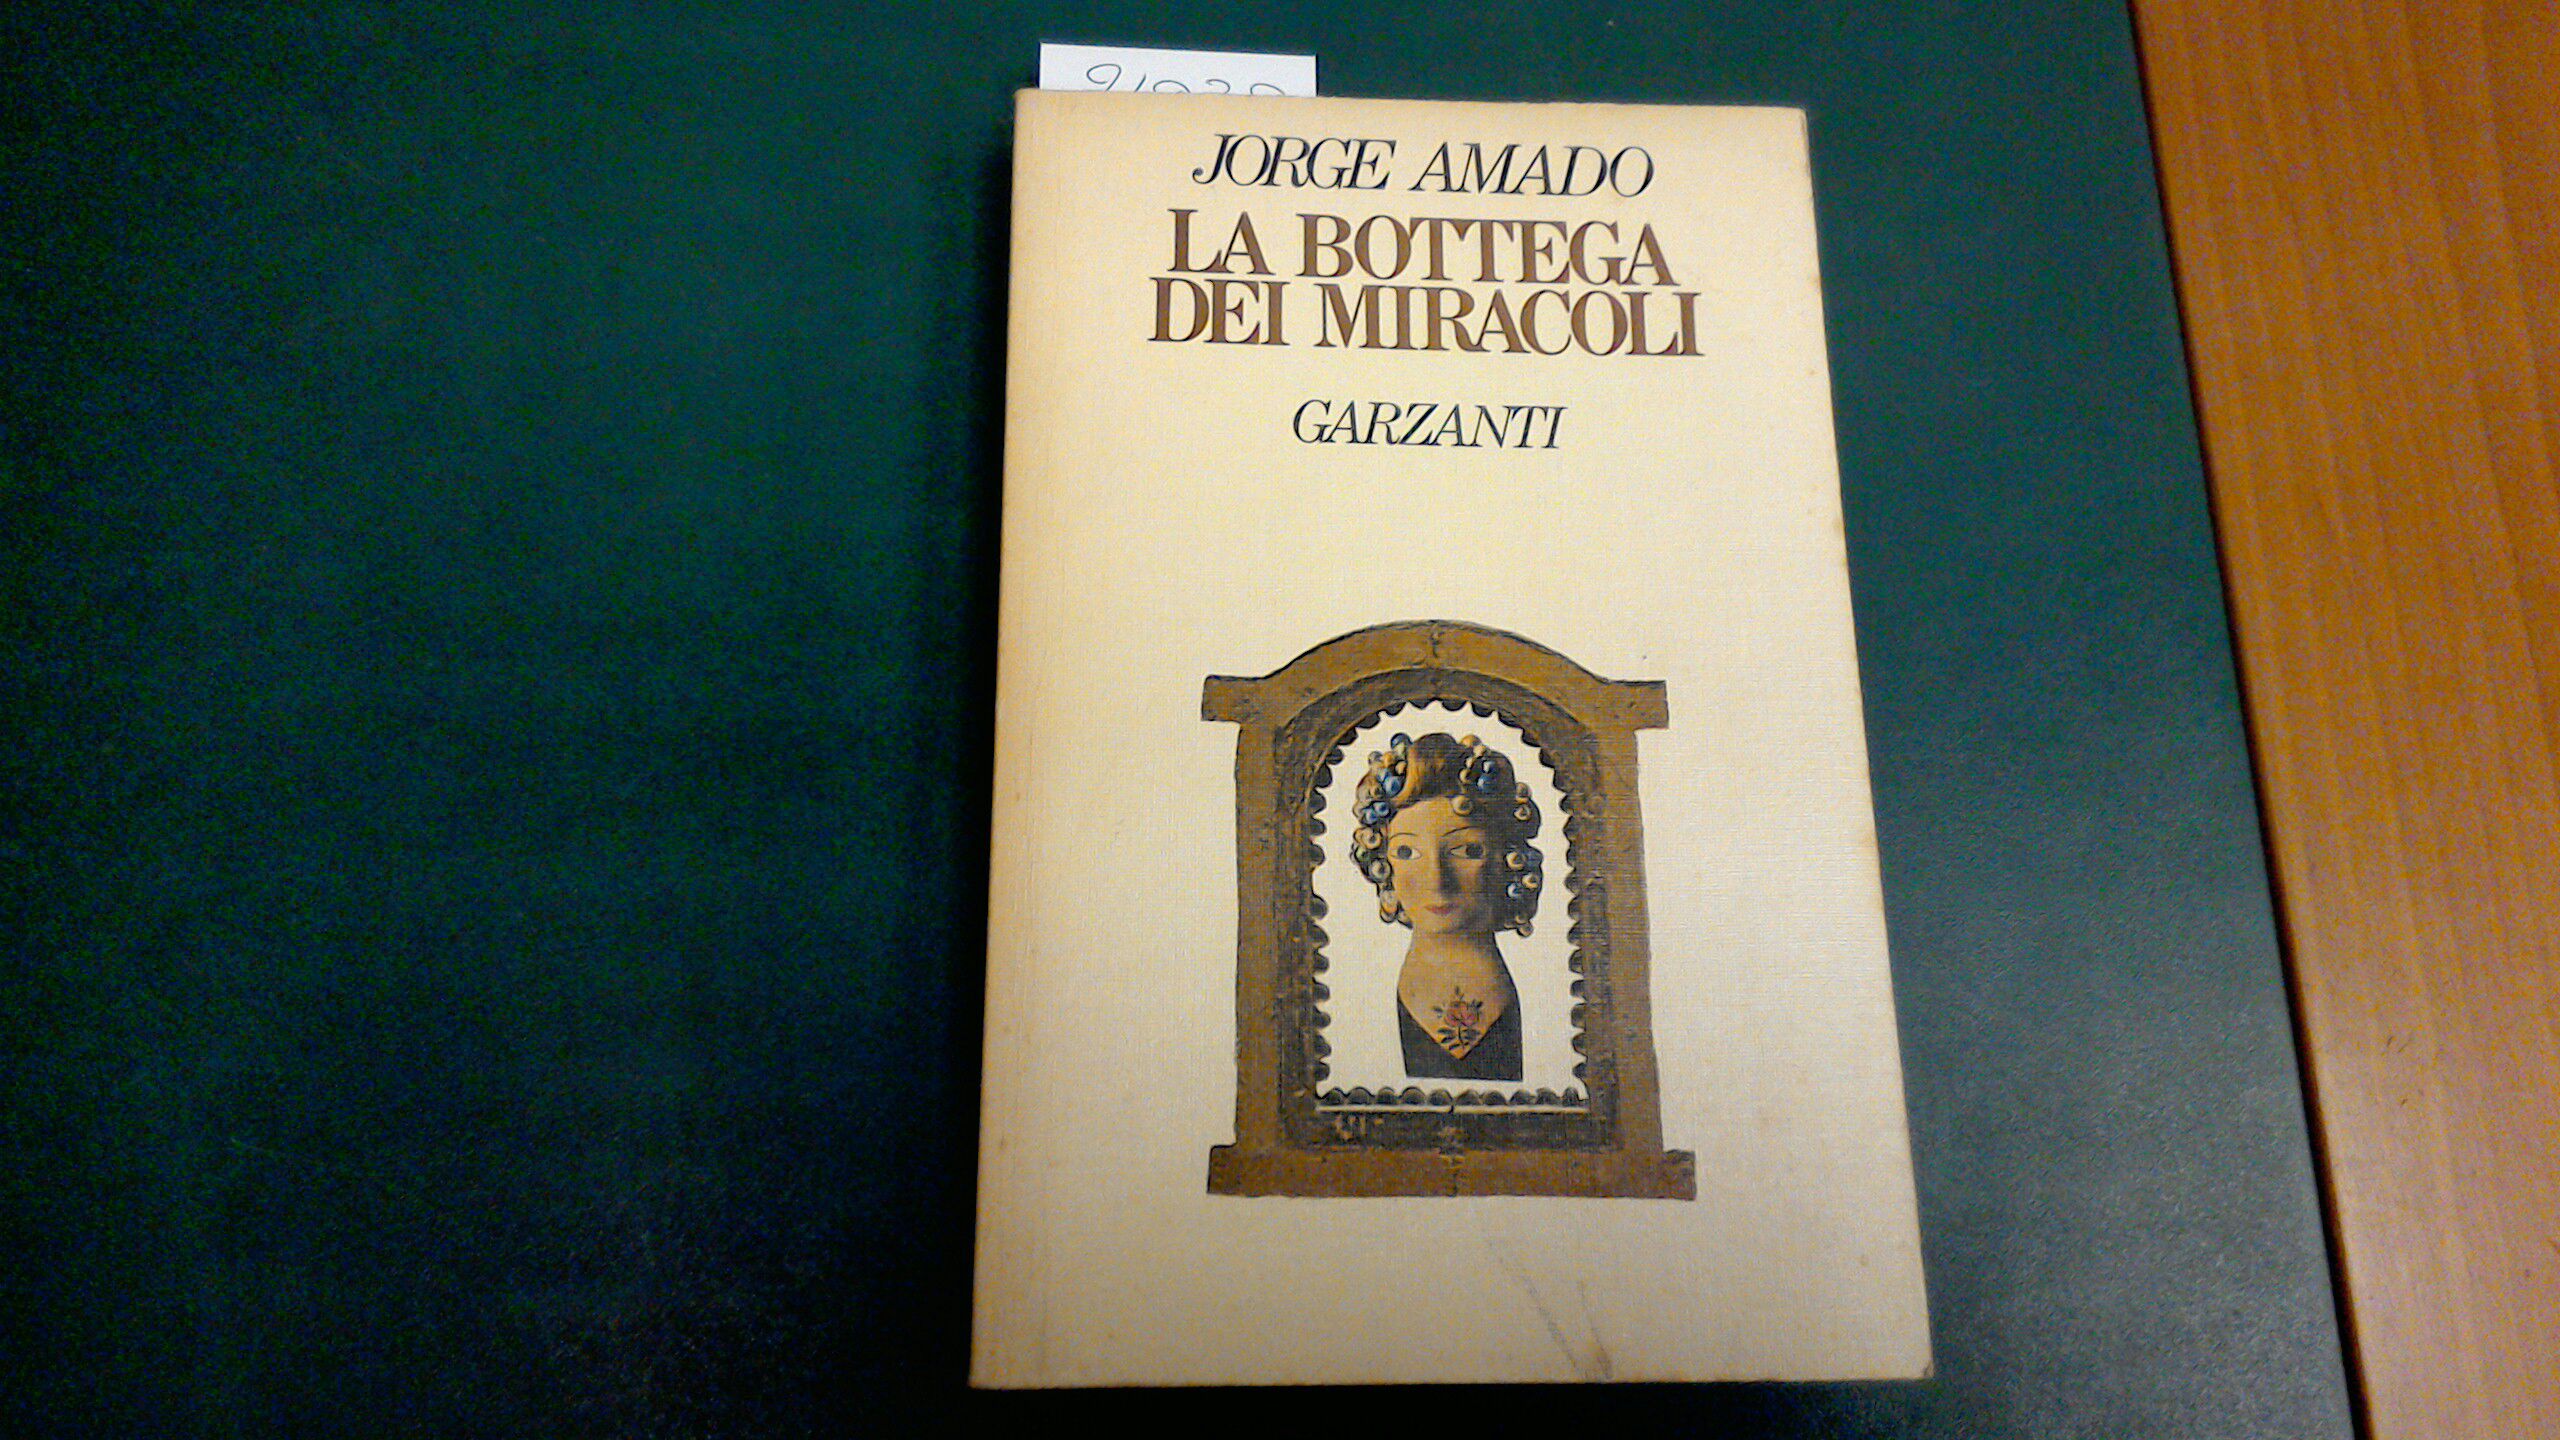 JORGE AMADO
LA BOTTEGA
DEI MIRACOLI
GARZANTI